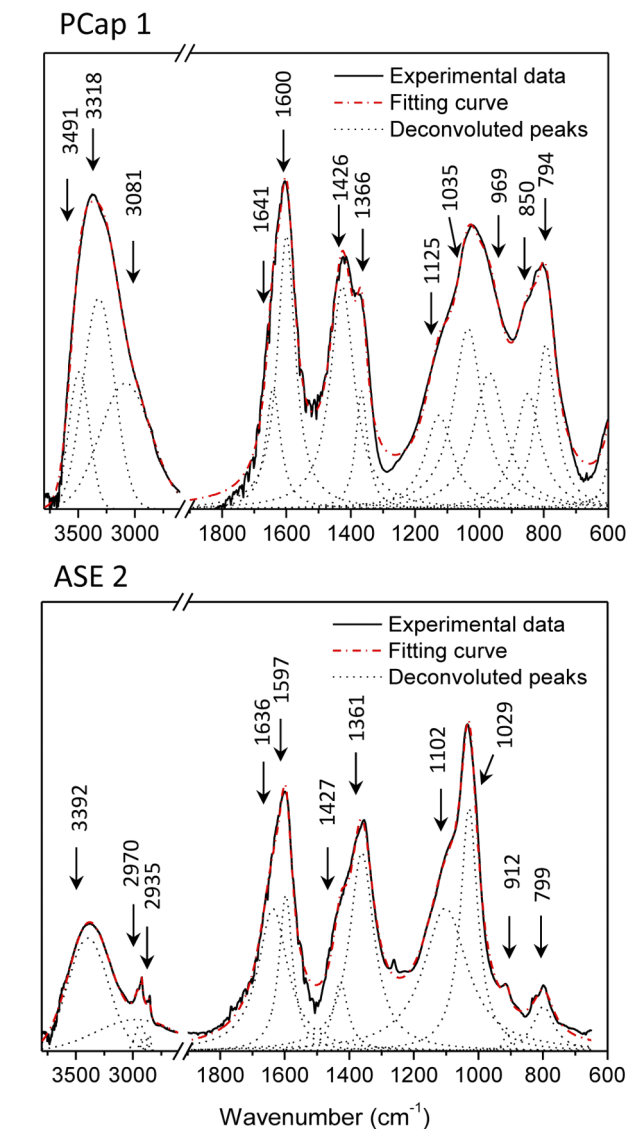 PCap 1
Experimental data
Fitting curve
Deconvoluted peaks
3491
3318
3081
1641
1600
1426
1366
1125
1035
969
850
794
3500 3000 1800 1600 1400 1200 1000 800 600
ASE 2
Experimental data
Fitting curve
Deconvoluted peaks
3392
2970
2935
1636
1597
1427
1361
1102
1029
912
799
3500 3000 1800 1600 1400 1200 1000 800 600
Wavenumber (cm⁻¹)